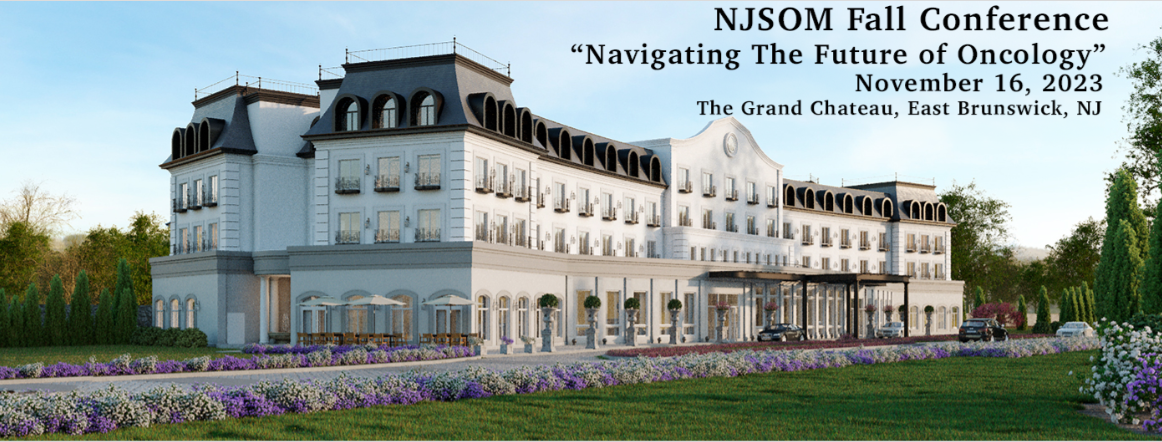 NJSOM Fall Conference
“Navigating The Future of Oncology”
November 16, 2023
The Grand Chateau, East Brunswick, NJ